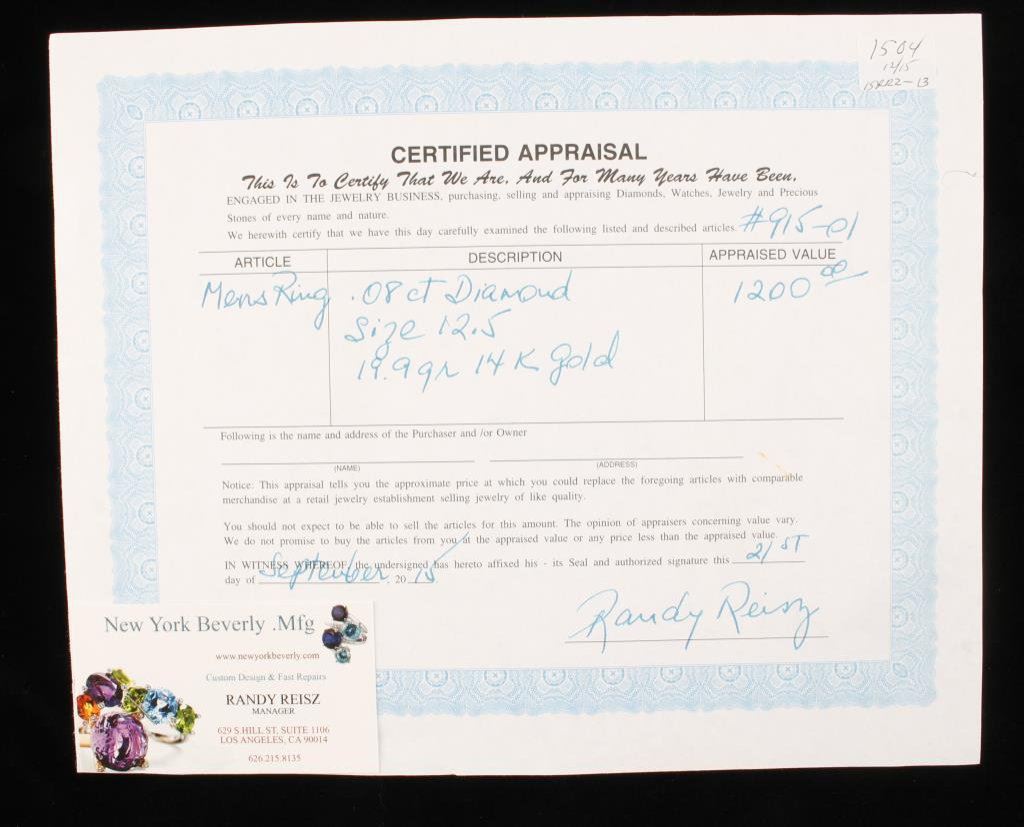 1504
12/15
15RR2-13
CERTIFIED APPRAISAL
This Is To Certify That We Are, And For Many Years Have Been,
ENGAGED IN THE JEWELRY BUSINESS, purchasing, selling and appraising Diamonds, Watches, Jewelry and Precious
Stones of every name and nature.
We herewith certify that we have this day carefully examined the following listed and described articles. #915-01
ARTICLE DESCRIPTION APPRAISED VALUE
Mens Ring .08 ct Diamond 1200 00
Size 12.5
19.9 gr 14 K Gold
Following is the name and address of the Purchaser and /or Owner
(NAME) (ADDRESS)
Notice: This appraisal tells you the approximate price at which you could replace the foregoing articles with comparable
merchandise at a retail jewelry establishment selling jewelry of like quality.
You should not expect to be able to sell the articles for this amount. The opinion of appraisers concerning value vary.
We do not promise to buy the articles from you at the appraised value or any price less than the appraised value.
IN WITNESS WHEREOF, the undersigned has hereto affixed his - its Seal and authorized signature this 21 ST
day of September 20 15
Randy Reisz
New York Beverly .Mfg
www.newyorkbeverly.com
Custom Design & Fast Repairs
RANDY REISZ
MANAGER
629 S HILL ST, SUITE 1106
LOS ANGELES, CA 90014
626.215.8135